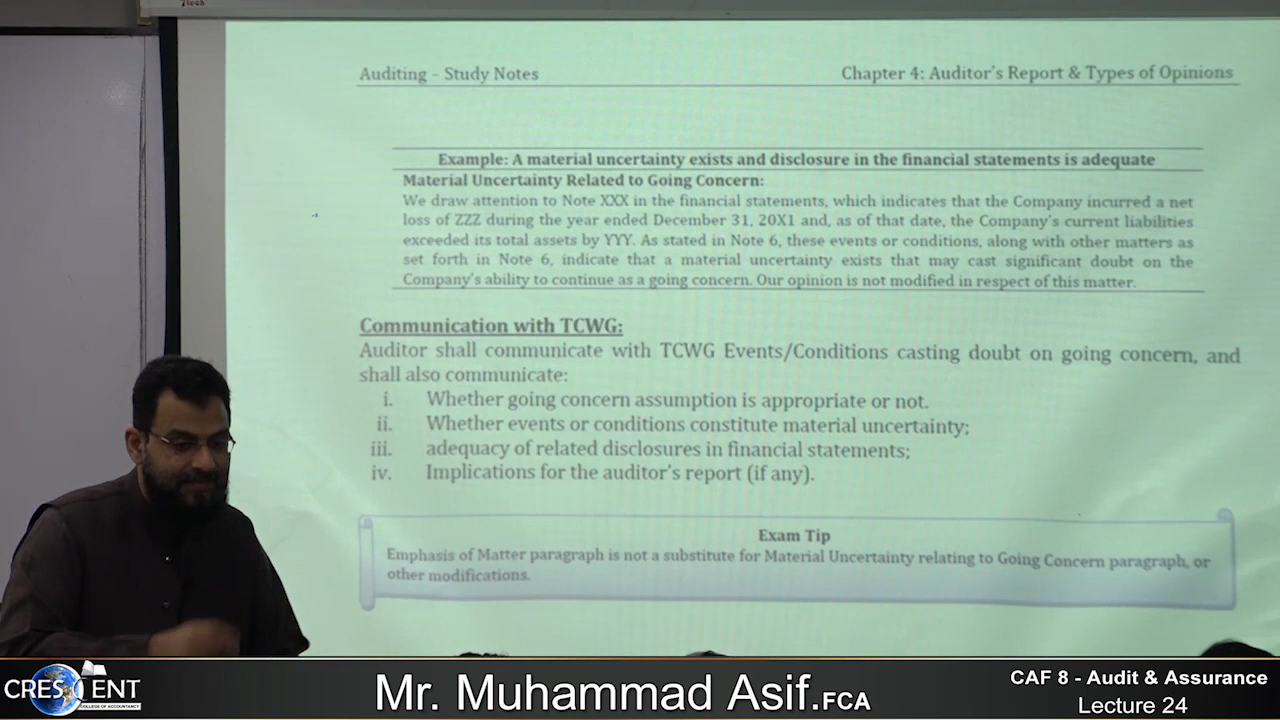 Auditing – Study Notes
Chapter 4: Auditor's Report & Types of Opinions
Example: A material uncertainty exists and disclosure in the financial statements is adequate
Material Uncertainty Related to Going Concern:
We draw attention to Note XXX in the financial statements, which indicates that the Company incurred a net
loss of ZZZ during the year ended December 31, 20X1 and, as of that date, the Company's current liabilities
exceeded its total assets by YYY. As stated in Note 6, these events or conditions, along with other matters as
set forth in Note 6, indicate that a material uncertainty exists that may cast significant doubt on the
Company's ability to continue as a going concern. Our opinion is not modified in respect of this matter.
Communication with TCWG:
Auditor shall communicate with TCWG Events/Conditions casting doubt on going concern, and
shall also communicate:
i. Whether going concern assumption is appropriate or not.
ii. Whether events or conditions constitute material uncertainty;
iii. adequacy of related disclosures in financial statements;
iv. Implications for the auditor's report (if any).
Exam Tip
Emphasis of Matter paragraph is not a substitute for Material Uncertainty relating to Going Concern paragraph, or
other modifications.
CRESCENT
COLLEGE OF ACCOUNTANCY
Mr. Muhammad Asif.FCA
CAF 8 - Audit & Assurance
Lecture 24